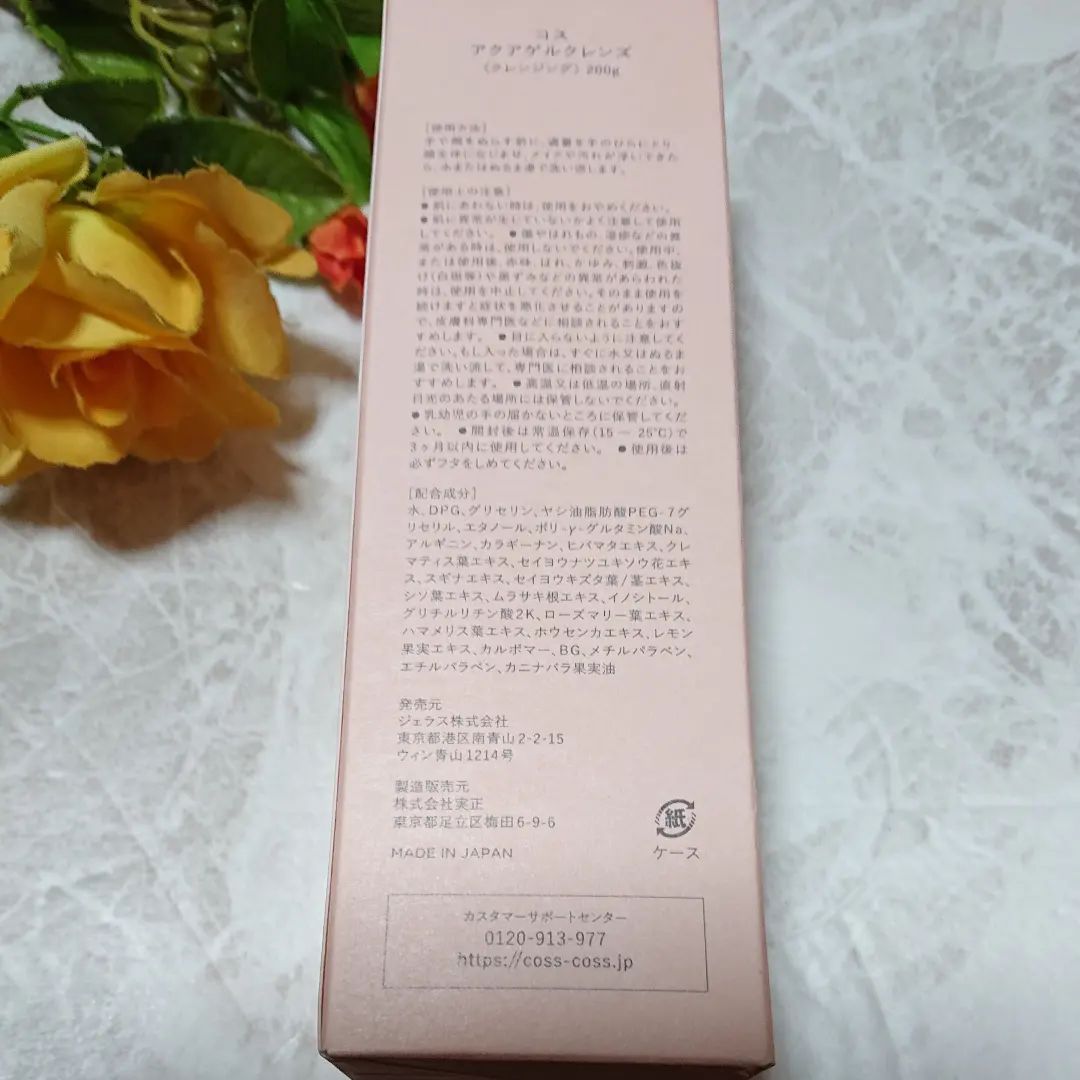 コス
アクアゲルクレンズ
〈クレンジング〉 200g
[使用方法]
手や顔をぬらす前に、適量を手のひらにとり、
顔全体になじませ、メイクや汚れが浮いてきた
ら、水またはぬるま湯で洗い流します。
[使用上の注意]
● 肌にあわない時は、使用をおやめください。
● 肌に異常が生じていないかよく注意して使用
してください。 ● 傷やはれもの、湿疹などの異
常がある時は、使用しないでください。使用中、
または使用後、赤味、はれ、かゆみ、刺激、色抜
け(白斑等)や黒ずみなどの異常があらわれた
時は、使用を中止してください。そのまま使用を
続けますと症状を悪化させることがありますの
で、皮膚科専門医などに相談されることをおす
すめします。 ● 目に入らないように注意してく
ださい。もし入った場合は、すぐに水又はぬるま
湯で洗い流して、専門医に相談されることをお
すすめします。 ● 高温又は低温の場所、直射
日光のあたる場所には保管しないでください。
● 乳幼児の手の届かないところに保管してくだ
さい。 ● 開封後は常温保存(15 — 25℃)で
3ヶ月以内に使用してください。 ● 使用後は
必ずフタをしめてください。
[配合成分]
水、DPG、グリセリン、ヤシ油脂肪酸PEG-7グ
リセリル、エタノール、ポリ-γ-グルタミン酸Na、
アルギニン、カラギーナン、ヒバマタエキス、クレ
マティス葉エキス、セイヨウナツユキソウ花エキ
ス、スギナエキス、セイヨウキズタ葉/茎エキス、
シソ葉エキス、ムラサキ根エキス、イノシトール、
グリチルリチン酸2K、ローズマリー葉エキス、
ハマメリス葉エキス、ホウセンカエキス、レモン
果実エキス、カルボマー、BG、メチルパラベン、
エチルパラベン、カニナバラ果実油
発売元
ジェラス株式会社
東京都港区南青山2-2-15
ウィン青山1214号
製造販売元
株式会社実正
東京都足立区梅田6-9-6
MADE IN JAPAN
紙
ケース
カスタマーサポートセンター
0120-913-977
https://coss-coss.jp